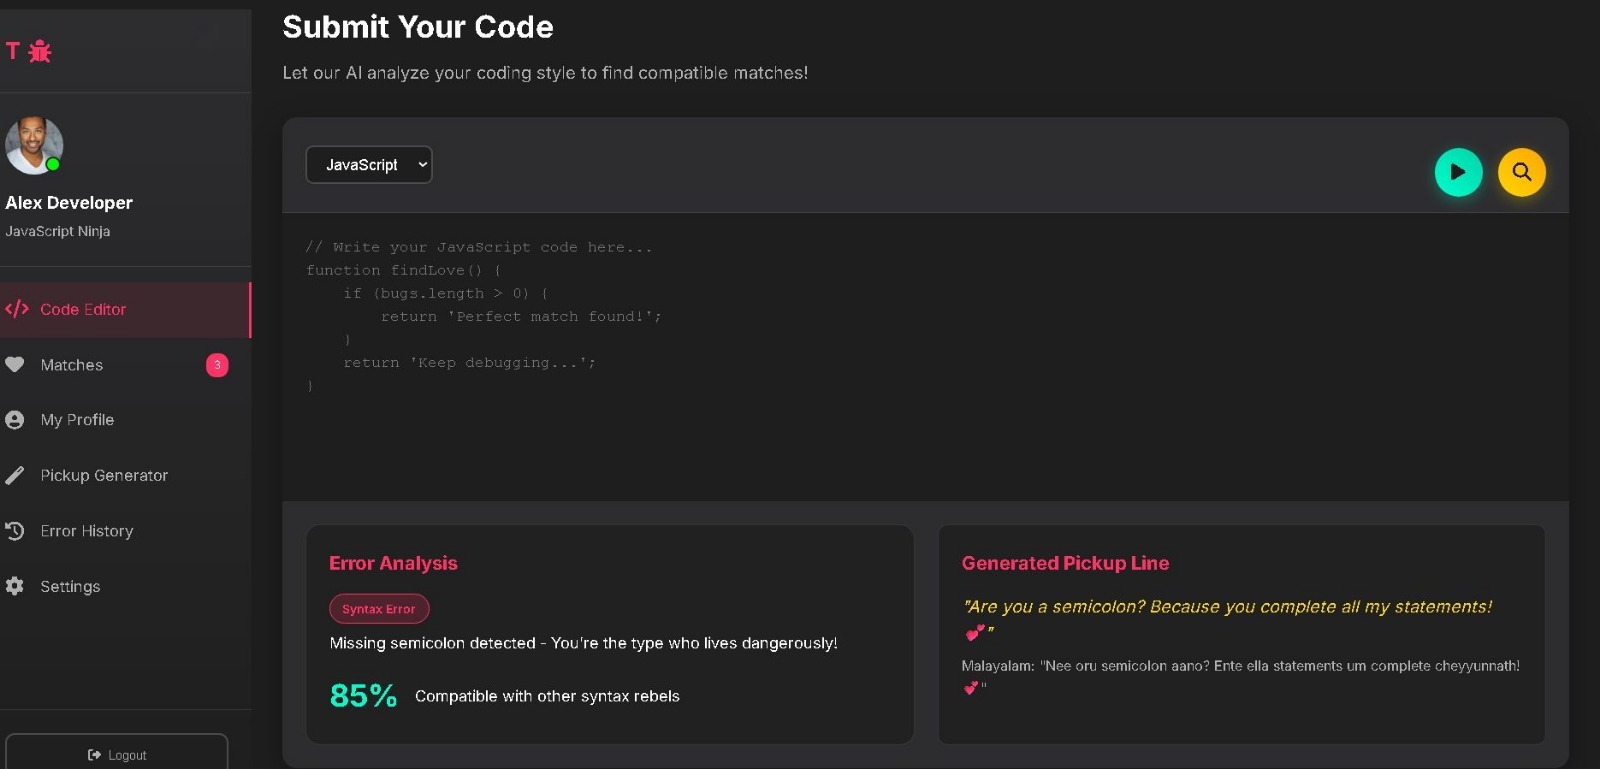 T
Alex Developer
JavaScript Ninja
Code Editor
Matches
3
My Profile
Pickup Generator
Error History
Settings
Logout
Submit Your Code
Let our AI analyze your coding style to find compatible matches!
JavaScript
// Write your JavaScript code here...
function findLove() {
    if (bugs.length > 0) {
        return 'Perfect match found!';
    }
    return 'Keep debugging...';
}
Error Analysis
Syntax Error
Missing semicolon detected - You're the type who lives dangerously!
85%
Compatible with other syntax rebels
Generated Pickup Line
"Are you a semicolon? Because you complete all my statements!
💕"
Malayalam: "Nee oru semicolon aano? Ente ella statements um complete cheyyunnath!
💕"